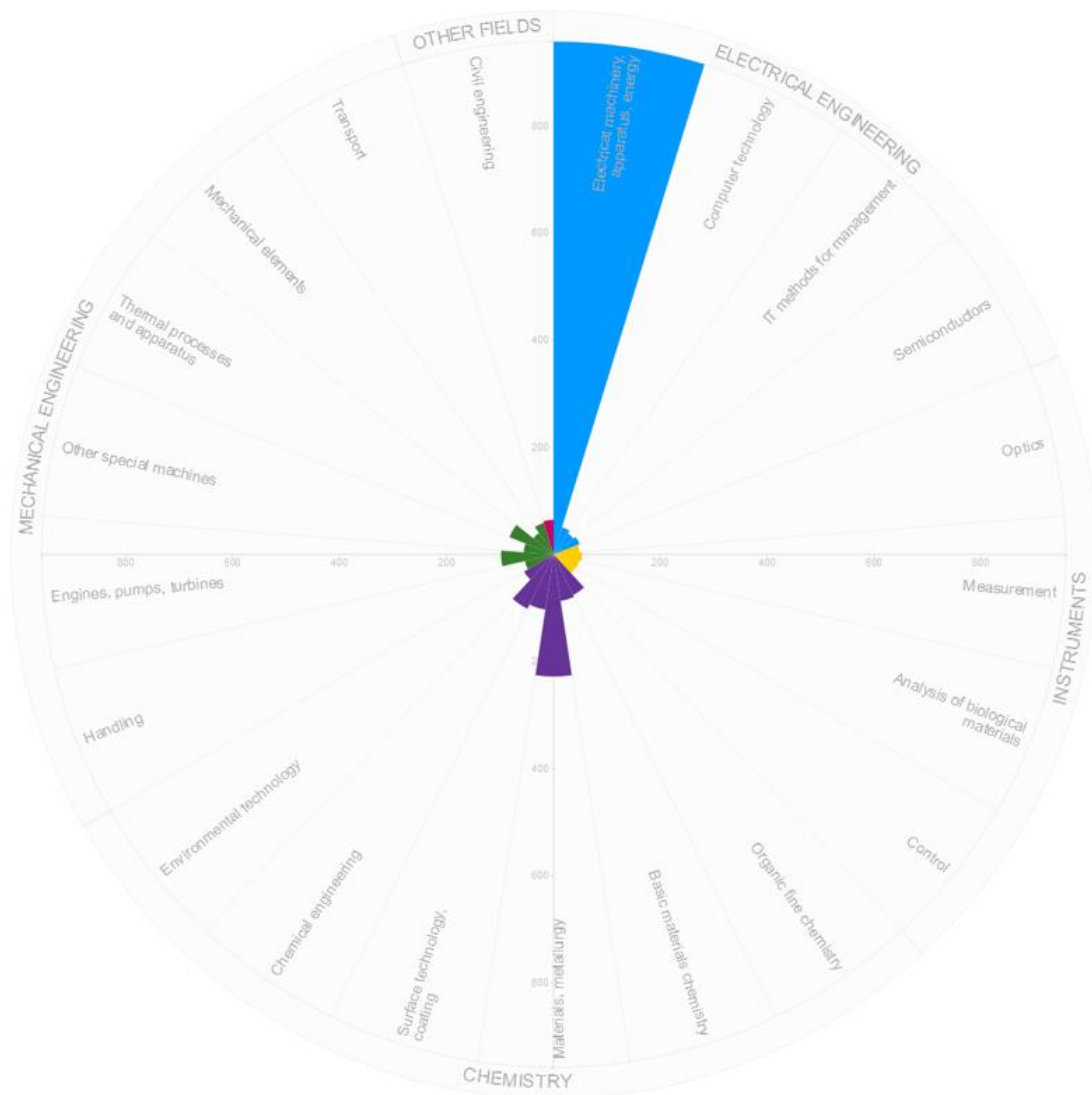 OTHER FIELDS
ELECTRICAL ENGINEERING
INSTRUMENTS
CHEMISTRY
MECHANICAL ENGINEERING
Electrical machinery,
apparatus, energy
Computer technology
IT methods for management
Semiconductors
Optics
Measurement
Analysis of biological
materials
Control
Organic fine chemistry
Basic materials chemistry
Materials, metallurgy
Surface technology,
coating
Chemical engineering
Environmental technology
Handling
Engines, pumps, turbines
Other special machines
Thermal processes
and apparatus
Mechanical elements
Transport
Civil engineering
800
600
400
200
800
600
400
200
200
400
600
800
400
600
800